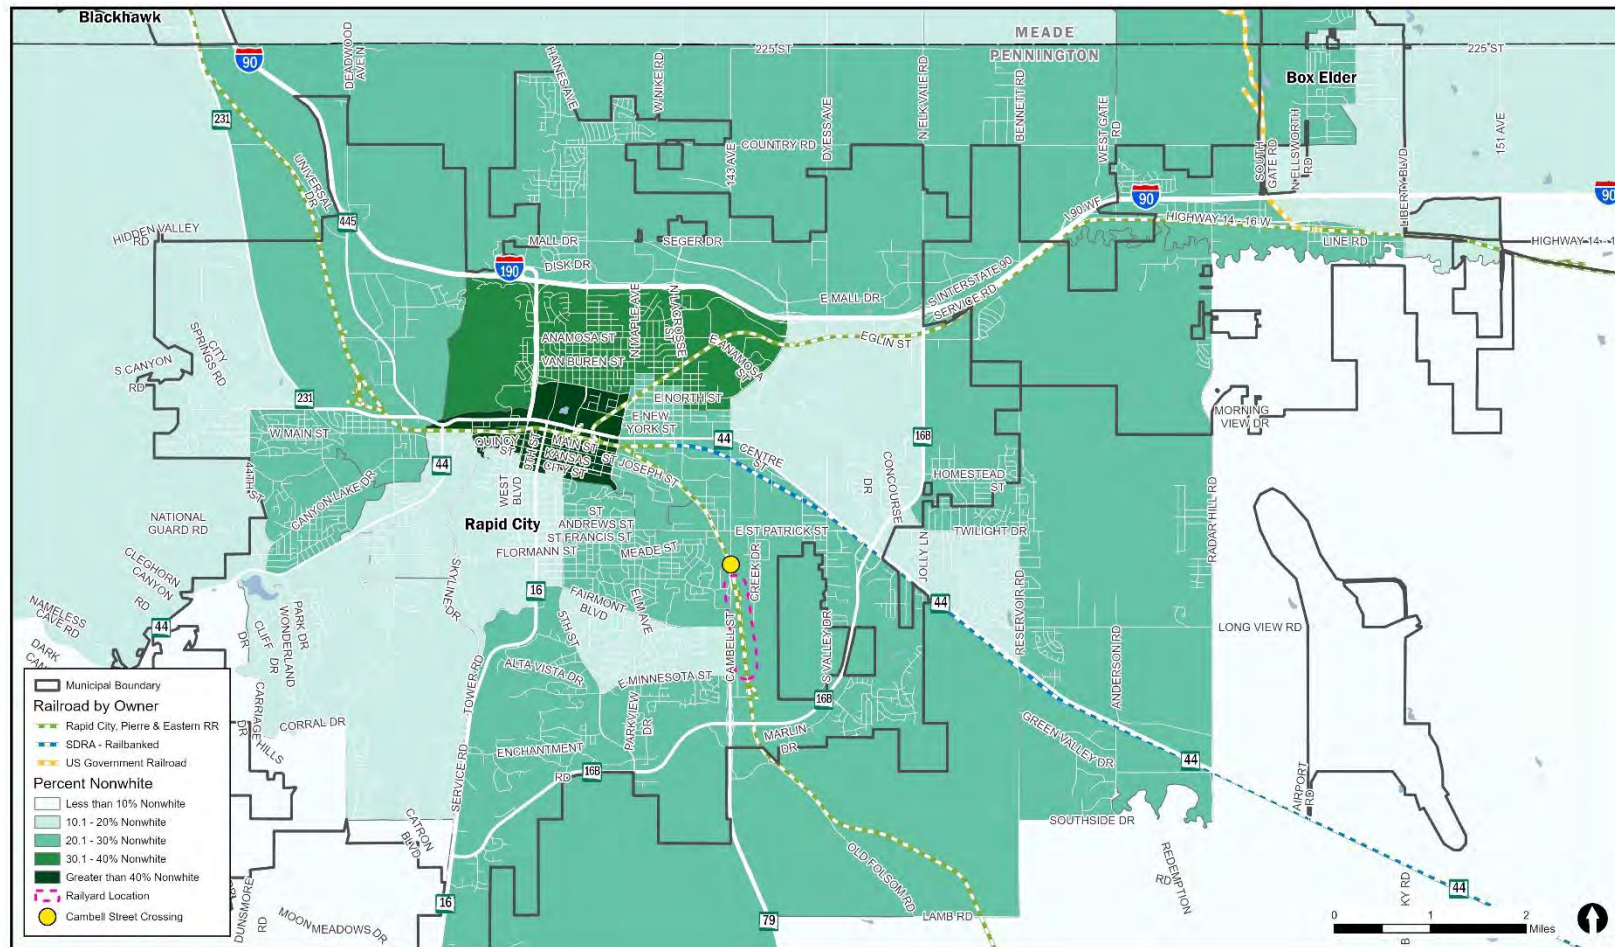 Blackhawk
MEADE
PENNINGTON
225 ST
225 ST
90
DEADWOOD
AVE N
HAINES AVE
W NIKE RD
N ELK VALE RD
BENNETT RD
Box Elder
231
UNIVERSAL
DR
COUNTRY RD
143 AVE
DYESS AVE
WEST GATE
RD
SOUTH
GATE RD
N ELLSWORTH
RD
LIBERTY BLVD
151 AVE
90
90
I 90 WF
HIGHWAY 14 - 16 W
LINE RD
HIGHWAY 14 - 1
HIDDEN VALLEY
RD
445
MALL DR
SEGER DR
190
DISK DR
E MALL DR
S INTERSTATE 90
SERVICE RD
EGLIN ST
CITY
SPRINGS RD
S CANYON
RD
ANAMOSA ST
VAN BUREN ST
N MAPLE AVE
N LACROSSE
ST
E ANAMOSA
ST
231
E NORTH ST
E NEW
YORK ST
MORNING
VIEW DR
W MAIN ST
44
QUINCY
ST
9TH ST
MAIN ST
KANSAS
CITY ST
ST JOSEPH ST
44
CENTRE
ST
16B
CONCOURSE
DR
HOMESTEAD
ST
44TH ST
CANYON LAKE DR
WEST
BLVD
Rapid City
ST
ANDREWS ST
ST FRANCIS ST
FLORMANN ST
MEADE ST
E ST PATRICK ST
TWILIGHT DR
JOLLY LN
RADAR HILL RD
NATIONAL
GUARD RD
CLEGHORN
CANYON
RD
NAMELESS
CAVE RD
DARK
44
SKYLINE
DR
16
FAIRMONT
BLVD
ELM AVE
CREEK DR
CAMBELL ST
S VALLEY DR
44
RESERVOIR RD
ANDERSON RD
LONG VIEW RD
PARK DR
WONDERLAND
DR
CLIFF
DR
5TH ST
ALTA VISTA DR
E MINNESOTA ST
16B
TOWER RD
CARRIAGE HILLS
DR
CORRAL DR
PARKVIEW
DR
MARLIN
DR
GREEN VALLEY DR
44
ENCHANTMENT
RD
16B
SERVICE RD
CATRON
BLVD
AIRPORT
RD
SOUTHSIDE DR
OLD FOLSOM RD
REDEMPTION
RD
DUNSMORE
RD
MOON
MEADOWS DR
16
79
LAMB RD
KY RD
B
44
Municipal Boundary
Railroad by Owner
Rapid City, Pierre & Eastern RR
SDRA - Railbanked
US Government Railroad
Percent Nonwhite
Less than 10% Nonwhite
10.1 - 20% Nonwhite
20.1 - 30% Nonwhite
30.1 - 40% Nonwhite
Greater than 40% Nonwhite
Railyard Location
Cambell Street Crossing
0 1 2
Miles